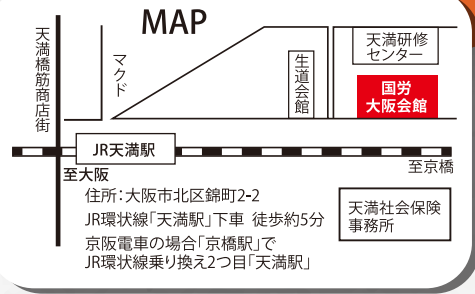 MAP
天満橋筋商店街
マクド
生道会館
天満研修
センター
国労
大阪会館
JR天満駅
至大阪
至京橋
住所：大阪市北区錦町2-2
JR環状線「天満駅」下車 徒歩約5分
京阪電車の場合「京橋駅」で
JR環状線乗り換え2つ目「天満駅」
天満社会保険
事務所